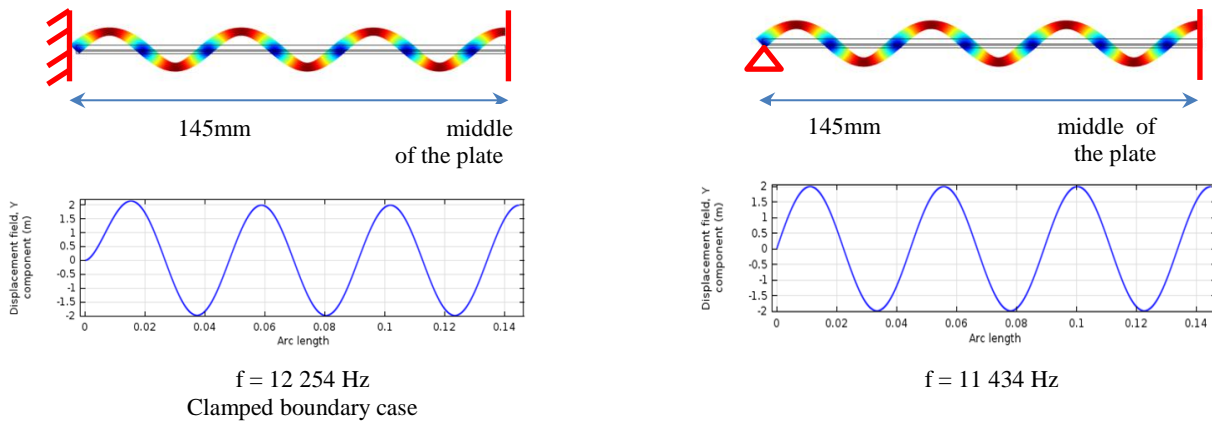 145mm
middle
of the plate
145mm
middle of
the plate
Displacement field, Y
component (m)
2
1.5
1
0.5
0
-0.5
-1
-1.5
-2
0
0.02
0.04
0.06
0.08
0.1
0.12
0.14
Arc length
Displacement field, Y
component (m)
2
1.5
1
0.5
0
-0.5
-1
-1.5
-2
0
0.02
0.04
0.06
0.08
0.1
0.12
0.14
Arc length
f = 12 254 Hz
Clamped boundary case
f = 11 434 Hz